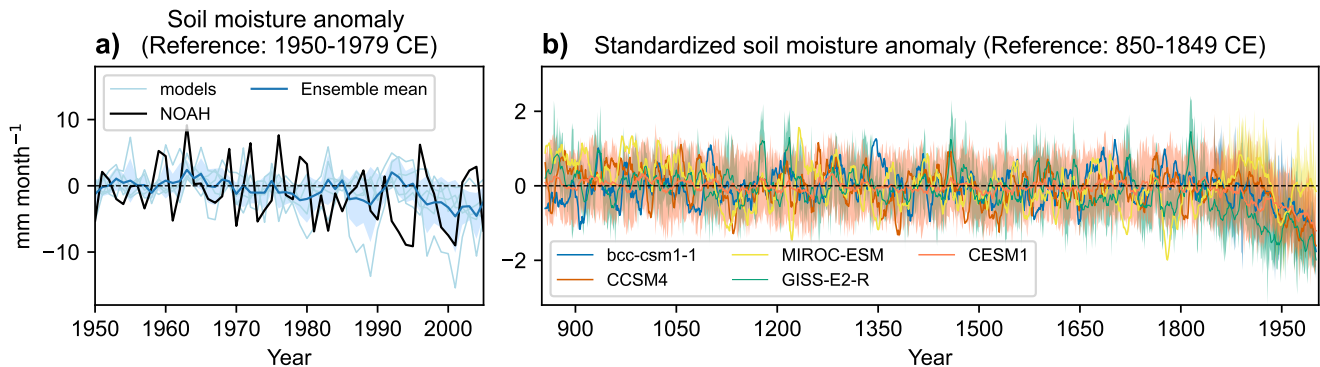 Soil moisture anomaly
a) (Reference: 1950-1979 CE)
models
Ensemble mean
NOAH
10
0
−10
mm month−1
1950 1960 1970 1980 1990 2000
Year
b) Standardized soil moisture anomaly (Reference: 850-1849 CE)
2
0
−2
bcc-csm1-1
MIROC-ESM
CESM1
CCSM4
GISS-E2-R
900 1050 1200 1350 1500 1650 1800 1950
Year